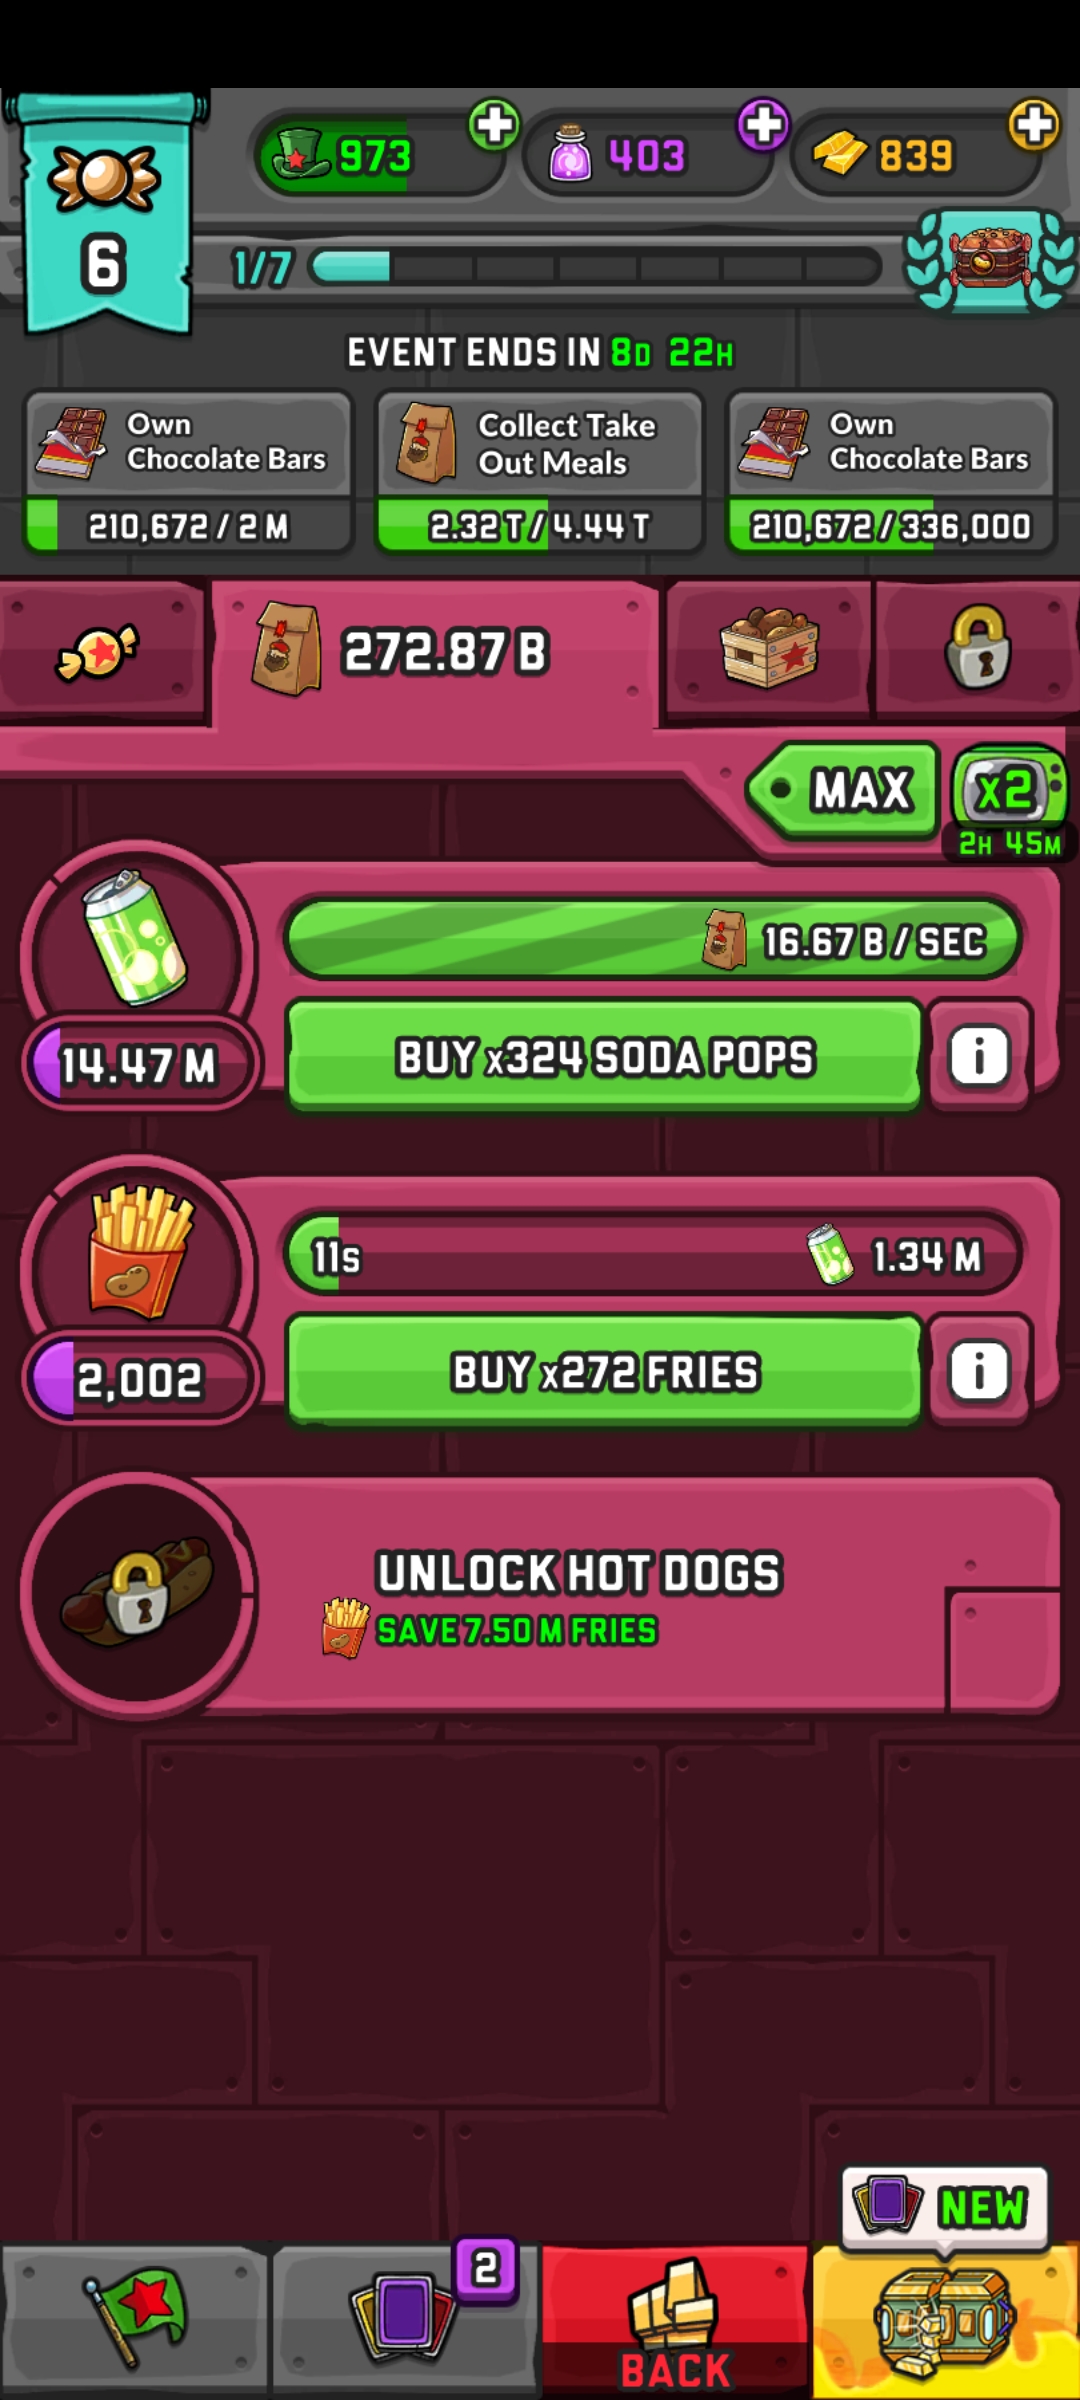 973
403
839
6
1/7
EVENT ENDS IN 8D 22H
Own
Chocolate Bars
210,672 / 2 M
Collect Take
Out Meals
2.32 T / 4.44 T
Own
Chocolate Bars
210,672 / 336,000
272.87 B
MAX
x2
2H 45M
16.67 B / SEC
14.47 M
BUY x324 SODA POPS
i
11s
1.34 M
2,002
BUY x272 FRIES
i
UNLOCK HOT DOGS
SAVE 7.50 M FRIES
NEW
2
BACK